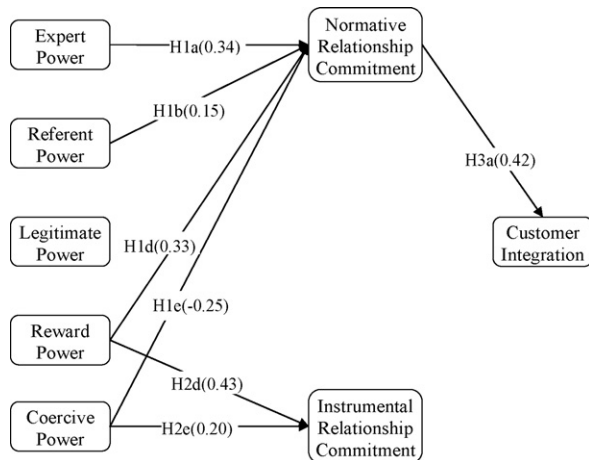 Expert
Power
H1a(0.34)
Normative
Relationship
Commitment
Referent
Power
H1b(0.15)
H3a(0.42)
Legitimate
Power
H1d(0.33)
Customer
Integration
H1e(-0.25)
Reward
Power
H2d(0.43)
Coercive
Power
H2e(0.20)
Instrumental
Relationship
Commitment